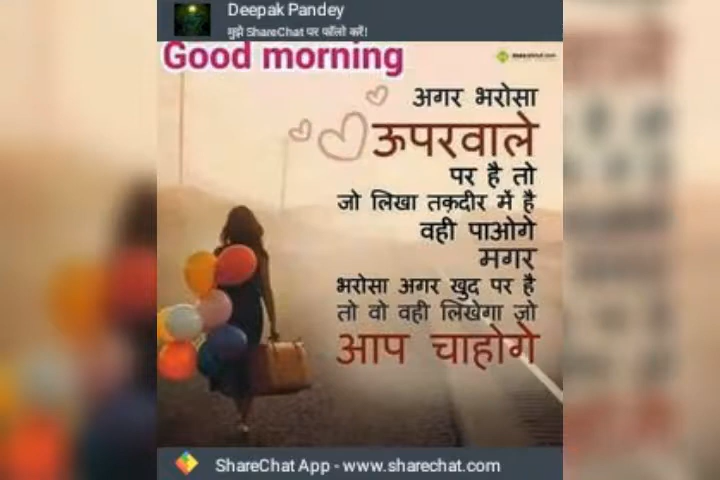 Deepak Pandey
मुझे ShareChat पर फॉलो करें!
Good morning
अगर भरोसा
ऊपरवाले
पर है तो
जो लिखा तक़दीर में है
वही पाओगे
मगर
भरोसा अगर खुद पर है
तो वो वही लिखेगा जो
आप चाहोगे
ShareChat App - www.sharechat.com